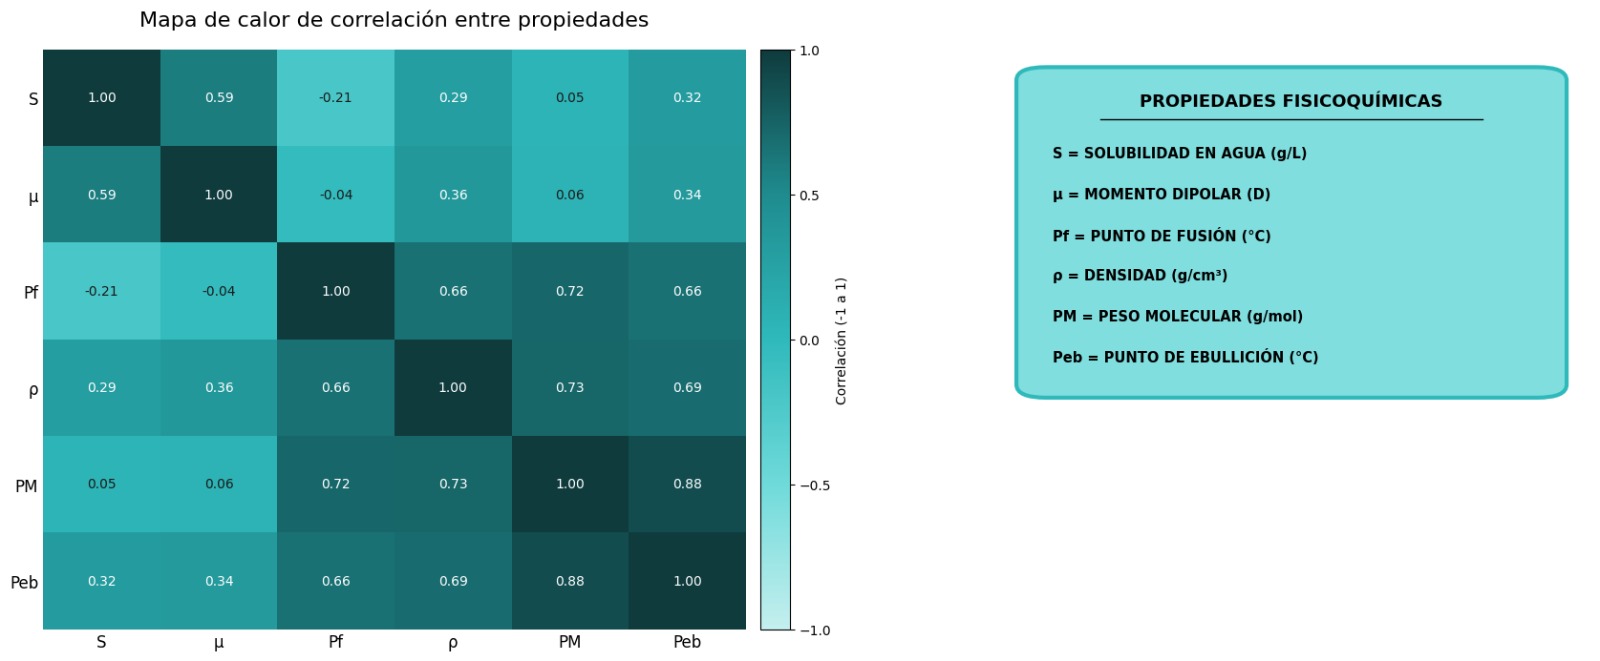 Mapa de calor de correlación entre propiedades
S 1.00 0.59 -0.21 0.29 0.05 0.32
μ 0.59 1.00 -0.04 0.36 0.06 0.34
Pf -0.21 -0.04 1.00 0.66 0.72 0.66
ρ 0.29 0.36 0.66 1.00 0.73 0.69
PM 0.05 0.06 0.72 0.73 1.00 0.88
Peb 0.32 0.34 0.66 0.69 0.88 1.00
S μ Pf ρ PM Peb
1.0
0.5
0.0
−0.5
−1.0
Correlación (-1 a 1)
PROPIEDADES FISICOQUÍMICAS
S = SOLUBILIDAD EN AGUA (g/L)
μ = MOMENTO DIPOLAR (D)
Pf = PUNTO DE FUSIÓN (°C)
ρ = DENSIDAD (g/cm³)
PM = PESO MOLECULAR (g/mol)
Peb = PUNTO DE EBULLICIÓN (°C)